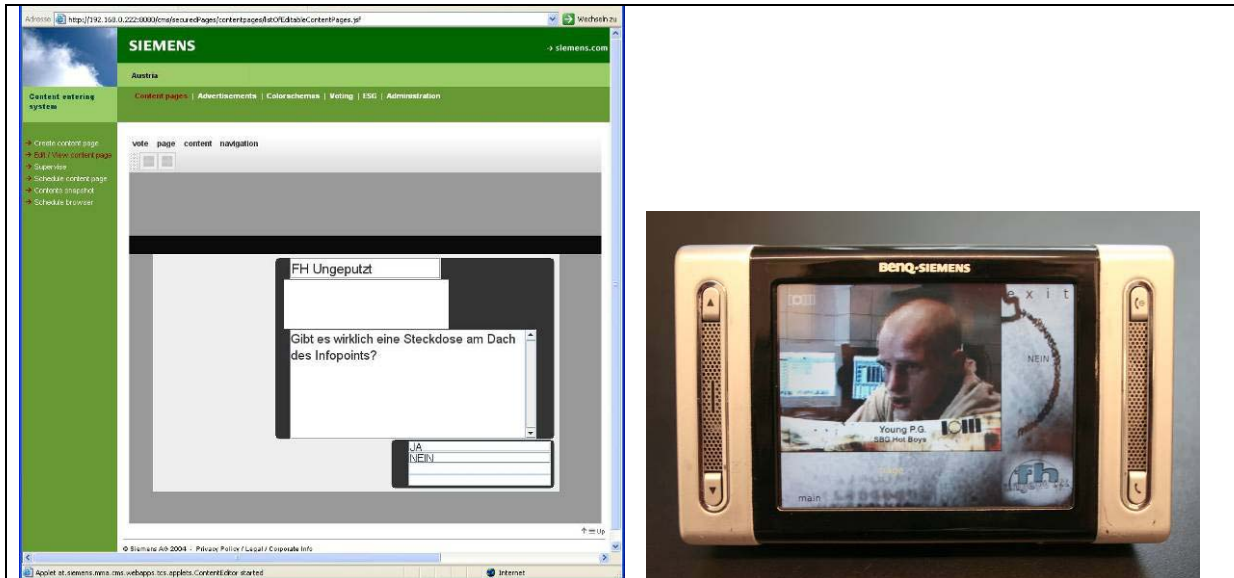 Adresse http://192.168.0.222:8080/cms/securedPages/contentpages/listOfEditableContentPages.jsf Wechseln zu
SIEMENS
→ siemens.com
Austria
Content entering
system
Content pages | Advertisements | Colorschemes | Voting | ESG | Administration
→ Create content page
→ Edit / View content page
→ Supervise
→ Schedule content page
→ Contents snapshot
→ Schedule browser
vote page content navigation
FH Ungeputzt
Gibt es wirklich eine Steckdose am Dach
des Infopoints?
JA
NEIN
Up
© Siemens AG 2004 - Privacy Policy / Legal / Corporate Info
Applet at.siemens.mma.cms.webapps.tcs.applets.ContentEditor started Internet
BenQ-SIEMENS
exit
NEIN
Young P.G.
SBG Hot Boys
main
fh